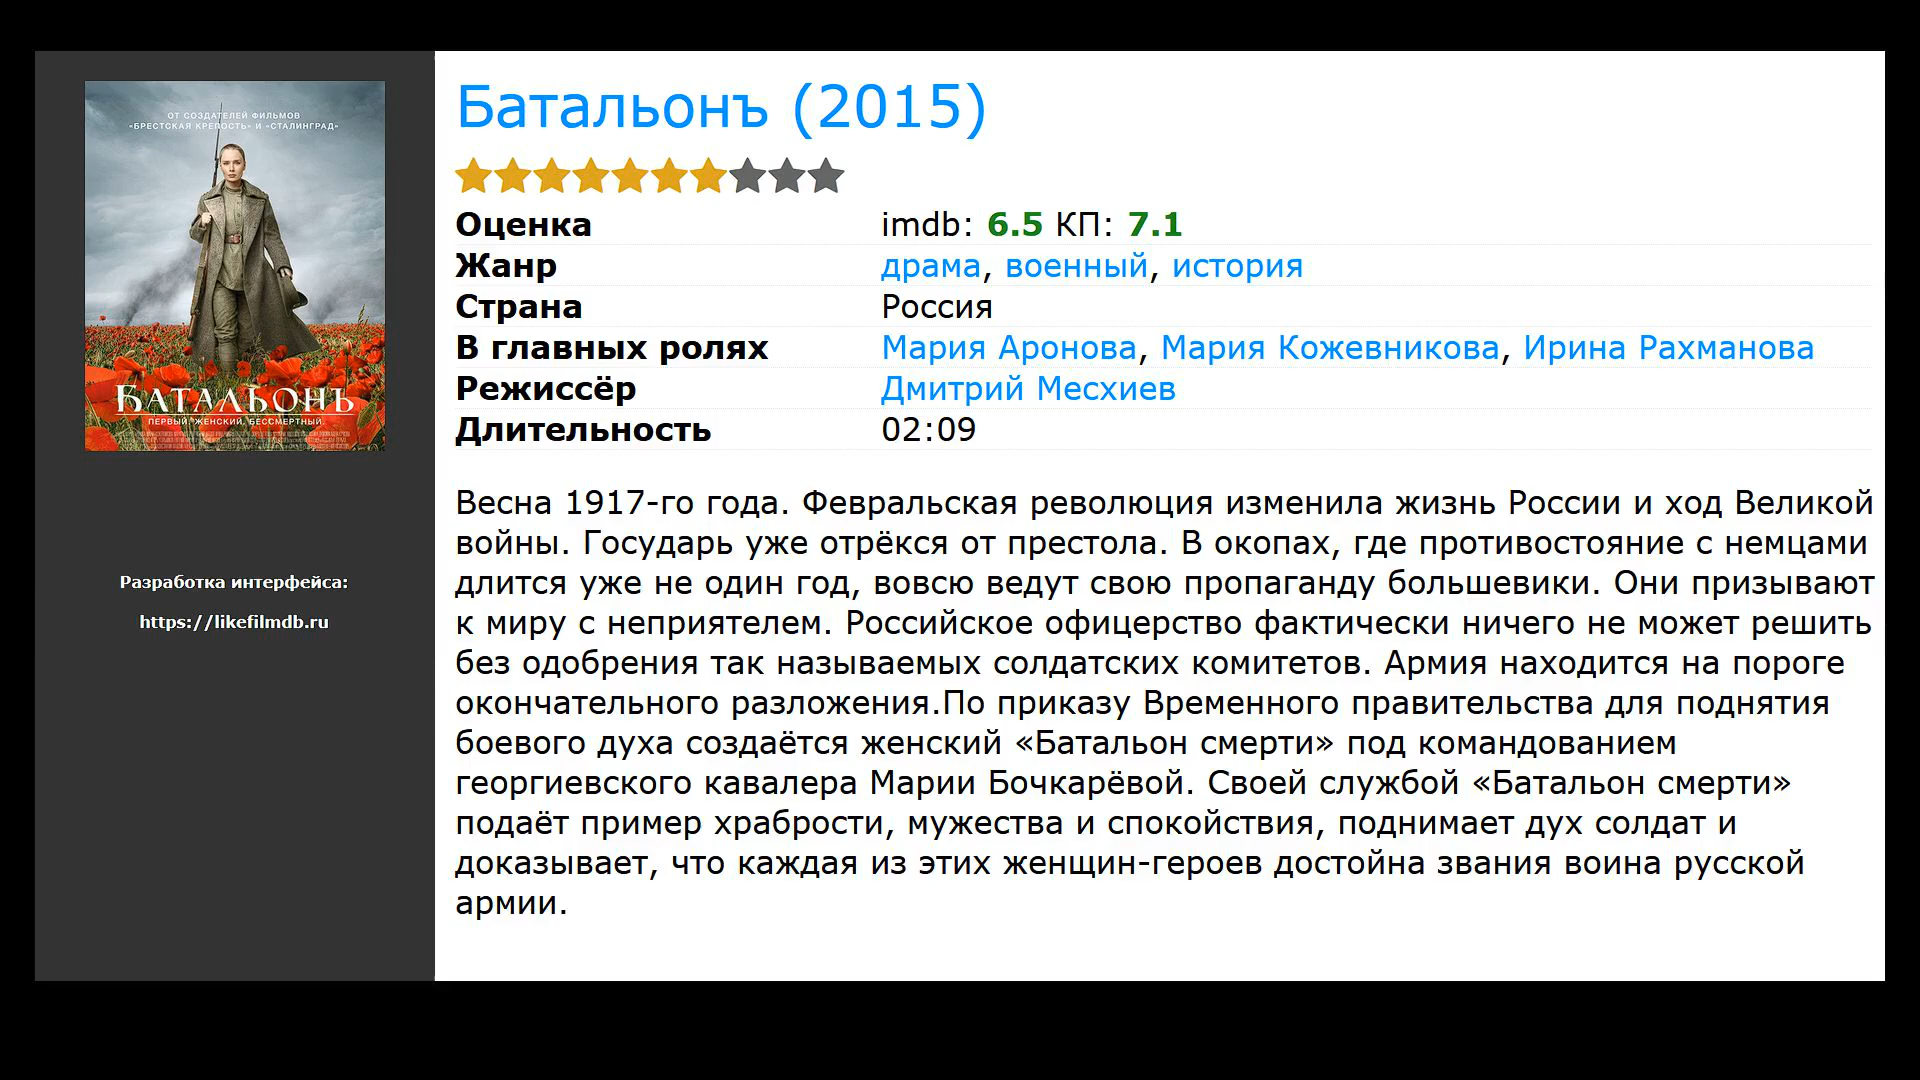 ОТ СОЗДАТЕЛЕЙ ФИЛЬМОВ
«БРЕСТСКАЯ КРЕПОСТЬ» И «СТАЛИНГРАД»
БАТАЛЬОНЪ
ПЕРВЫЙ. ЖЕНСКИЙ. БЕССМЕРТНЫЙ.
Разработка интерфейса:
https://likefilmdb.ru
Батальонъ (2015)
Оценка imdb: 6.5 КП: 7.1
Жанр драма, военный, история
Страна Россия
В главных ролях Мария Аронова, Мария Кожевникова, Ирина Рахманова
Режиссёр Дмитрий Месхиев
Длительность 02:09
Весна 1917-го года. Февральская революция изменила жизнь России и ход Великой
войны. Государь уже отрёкся от престола. В окопах, где противостояние с немцами
длится уже не один год, вовсю ведут свою пропаганду большевики. Они призывают
к миру с неприятелем. Российское офицерство фактически ничего не может решить
без одобрения так называемых солдатских комитетов. Армия находится на пороге
окончательного разложения.По приказу Временного правительства для поднятия
боевого духа создаётся женский «Батальон смерти» под командованием
георгиевского кавалера Марии Бочкарёвой. Своей службой «Батальон смерти»
подаёт пример храбрости, мужества и спокойствия, поднимает дух солдат и
доказывает, что каждая из этих женщин-героев достойна звания воина русской
армии.